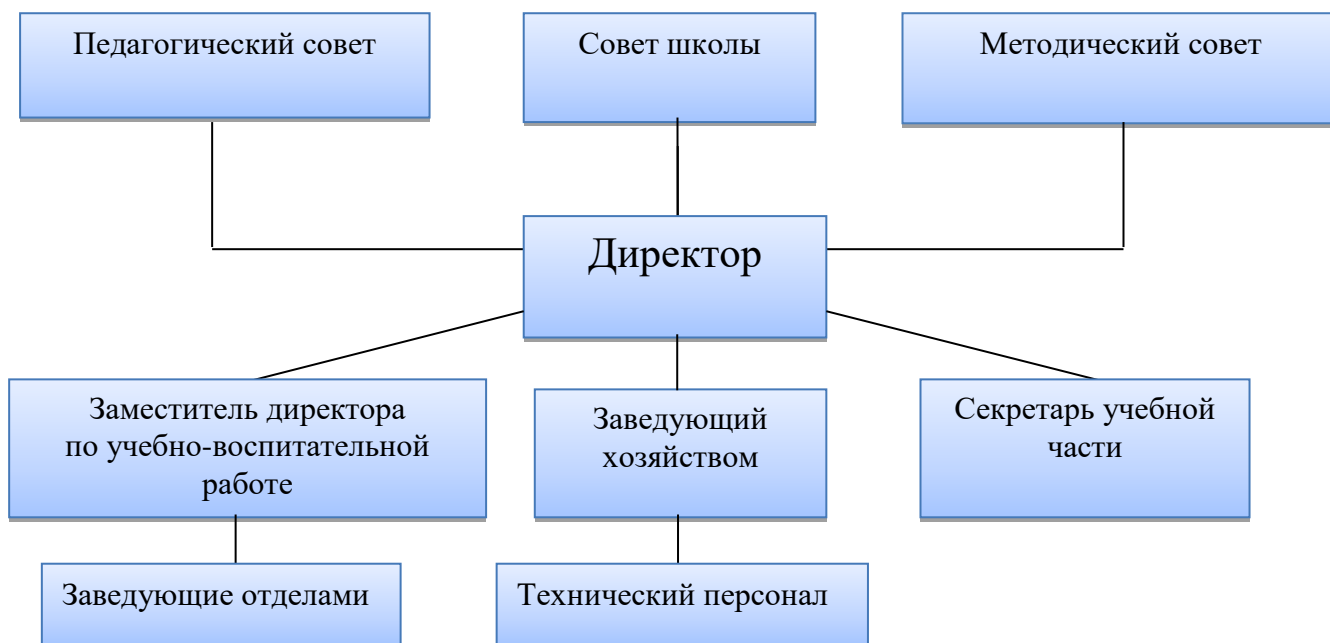 Педагогический совет
Совет школы
Методический совет
Директор
Заместитель директора
по учебно-воспитательной
работе
Заведующий
хозяйством
Секретарь учебной
части
Заведующие отделами
Технический персонал